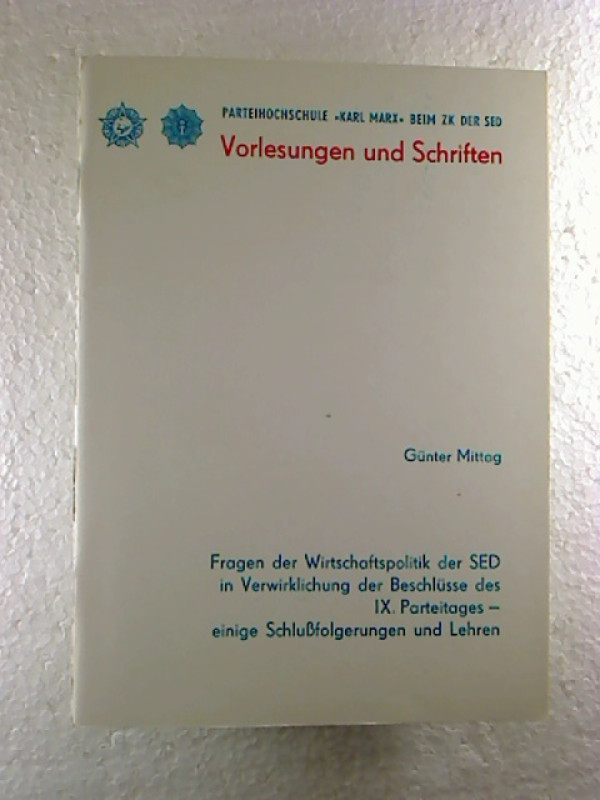 PARTEIHOCHSCHULE »KARL MARX« BEIM ZK DER SED
Vorlesungen und Schriften
Günter Mittag
Fragen der Wirtschaftspolitik der SED
in Verwirklichung der Beschlüsse des
IX. Parteitages —
einige Schlußfolgerungen und Lehren